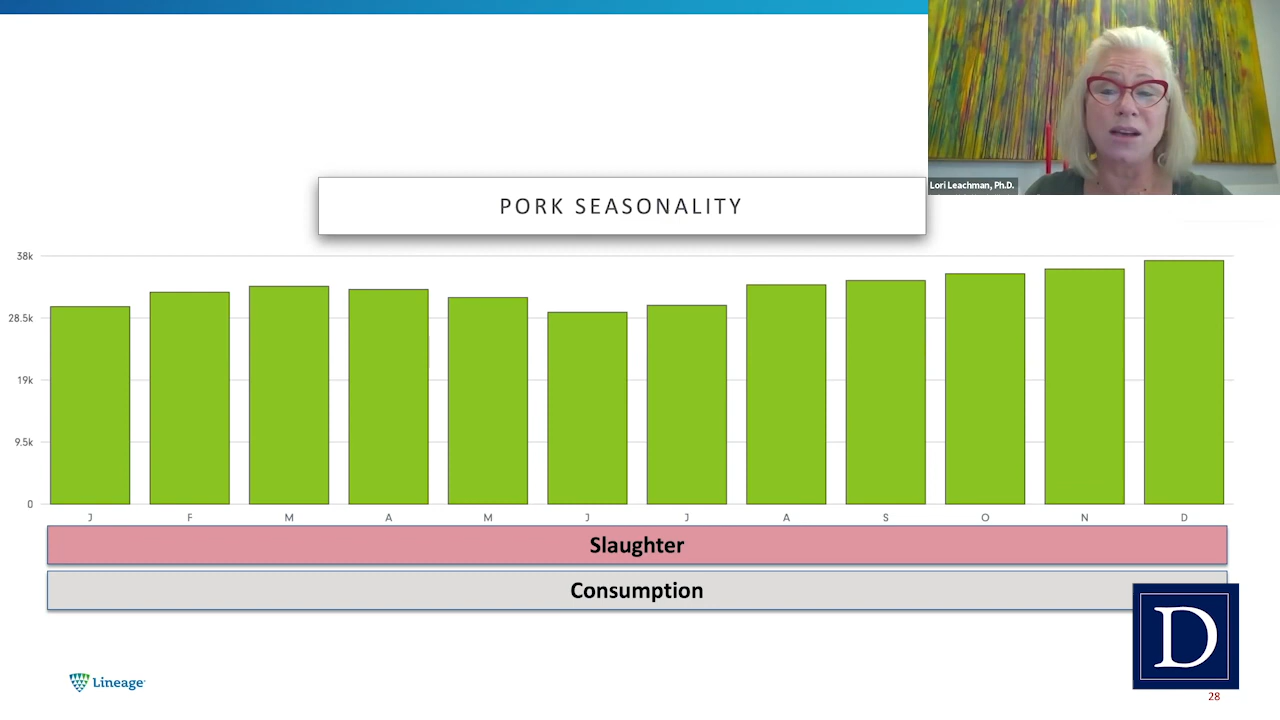 Lori Leachman, Ph.D.
PORK SEASONALITY
38k
28.5k
19k
9.5k
0
J F M A M J J A S O N D
Slaughter
Consumption
D
Lineage
28